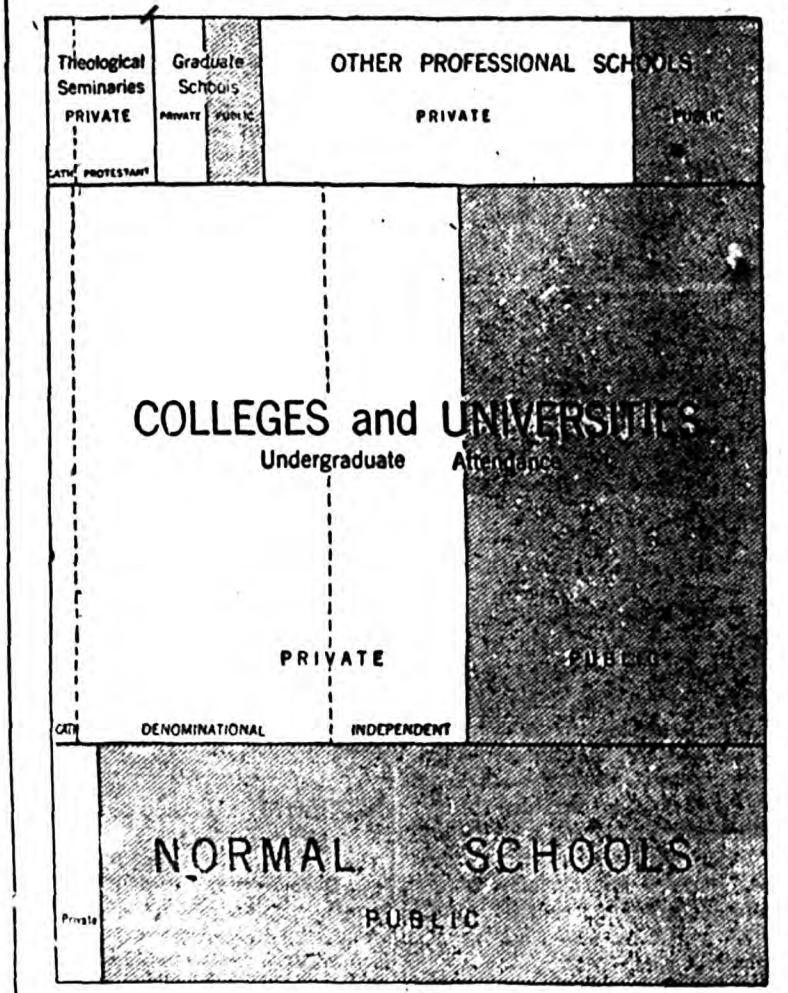 Theological
Seminaries
PRIVATE
CATH PROTESTANT
Graduate
Schools
PRIVATE PUBLIC
OTHER PROFESSIONAL SCHOOLS
PRIVATE PUBLIC
COLLEGES and UNIVERSITIES
Undergraduate Attendance
PRIVATE PUBLIC
CATH DENOMINATIONAL INDEPENDENT
NORMAL SCHOOLS
Private PUBLIC